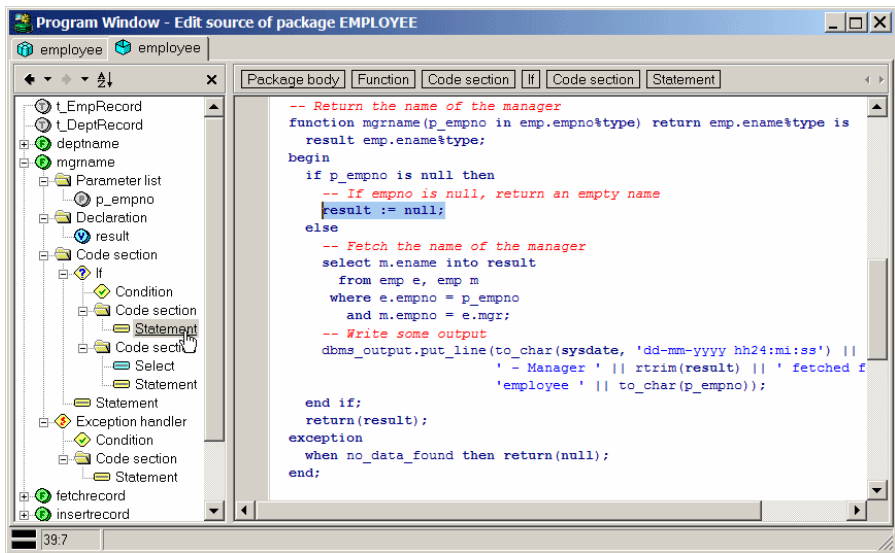 Program Window - Edit source of package EMPLOYEE
employee employee
Package body Function Code section If Code section Statement
t_EmpRecord
t_DeptRecord
deptname
mgrname
Parameter list
p_empno
Declaration
result
Code section
If
Condition
Code section
Statement
Code secti
Select
Statement
Statement
Exception handler
Condition
Code section
Statement
fetchrecord
insertrecord
-- Return the name of the manager
function mgrname(p_empno in emp.empno%type) return emp.ename%type is
result emp.ename%type;
begin
if p_empno is null then
-- If empno is null, return an empty name
result := null;
else
-- Fetch the name of the manager
select m.ename into result
from emp e, emp m
where e.empno = p_empno
and m.empno = e.mgr;
-- Write some output
dbms_output.put_line(to_char(sysdate, 'dd-mm-yyyy hh24:mi:ss') ||
' - Manager ' || rtrim(result) || ' fetched f
'employee ' || to_char(p_empno));
end if;
return(result);
exception
when no_data_found then return(null);
end;
39:7